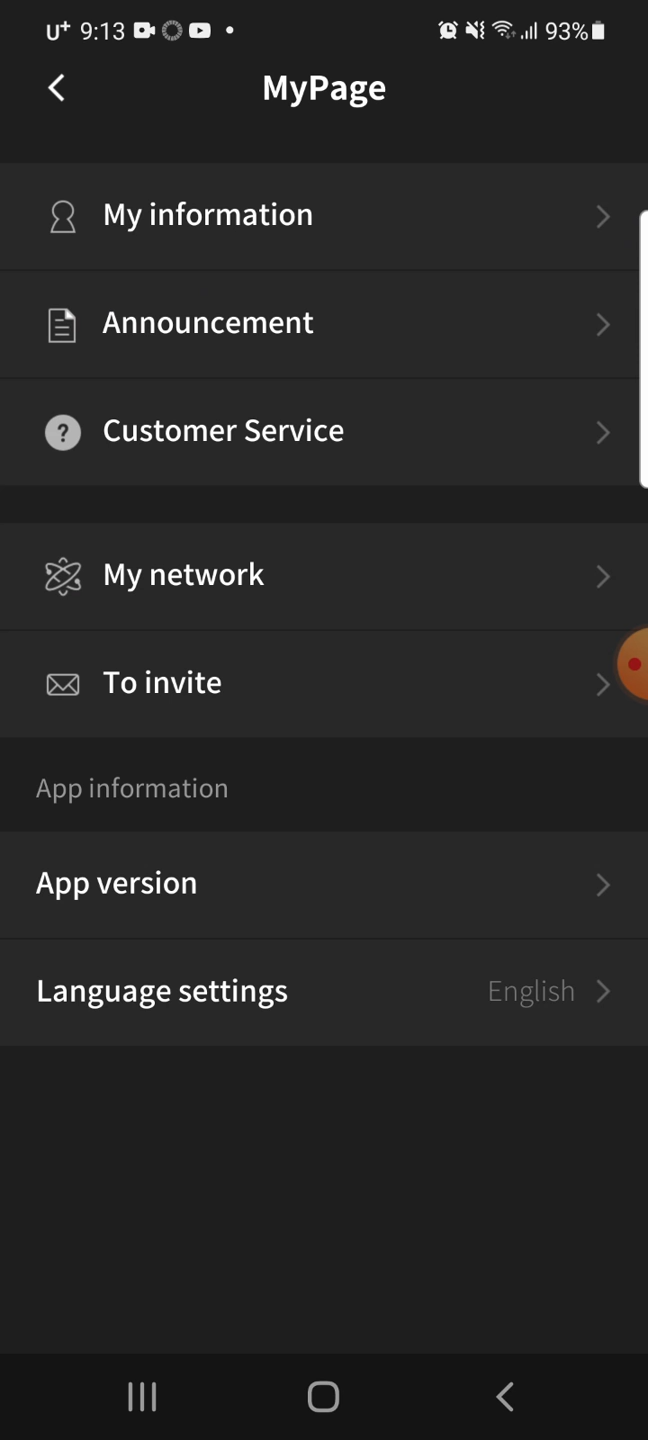 U+ 9:13 93%
MyPage
My information
Announcement
? Customer Service
My network
To invite
App information
App version
Language settings English